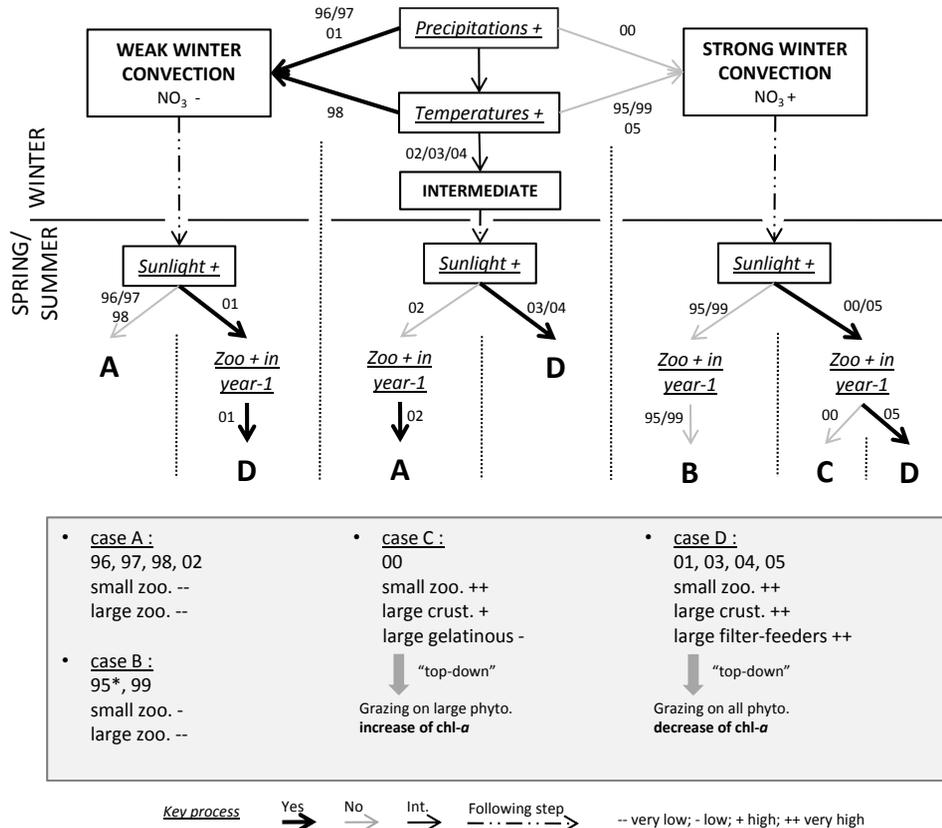 96/97
01
Precipitations +
00
WEAK WINTER
CONVECTION
NO3 -
STRONG WINTER
CONVECTION
NO3 +
98
Temperatures +
95/99
05
02/03/04
INTERMEDIATE
WINTER
SPRING/
SUMMER
Sunlight +
Sunlight +
Sunlight +
96/97
98
01
02
03/04
95/99
00/05
A
Zoo + in
year-1
Zoo + in
year-1
D
Zoo + in
year-1
Zoo + in
year-1
01
02
95/99
00
05
D
A
B
C
D
• case A :
96, 97, 98, 02
small zoo. --
large zoo. --
• case B :
95*, 99
small zoo. -
large zoo. --
• case C :
00
small zoo. ++
large crust. +
large gelatinous -
“top-down”
Grazing on large phyto.
increase of chl-a
• case D :
01, 03, 04, 05
small zoo. ++
large crust. ++
large filter-feeders ++
“top-down”
Grazing on all phyto.
decrease of chl-a
Key process
Yes
No
Int.
Following step
-- very low; - low; + high; ++ very high